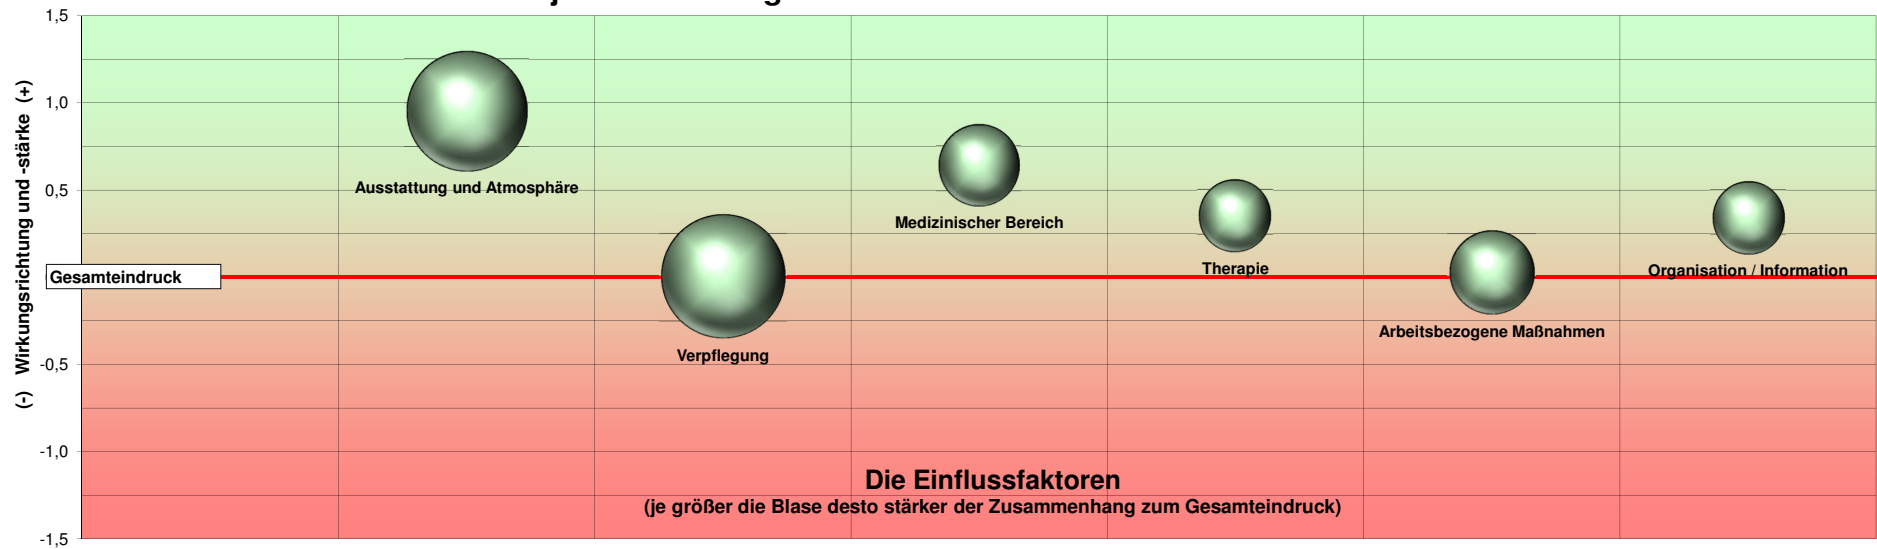 1,5
1,0
0,5
-0,5
-1,0
-1,5
(-) Wirkungsrichtung und -stärke (+)
Gesamteindruck
Ausstattung und Atmosphäre
Verpflegung
Medizinischer Bereich
Therapie
Arbeitsbezogene Maßnahmen
Organisation / Information
Die Einflussfaktoren
(je größer die Blase desto stärker der Zusammenhang zum Gesamteindruck)